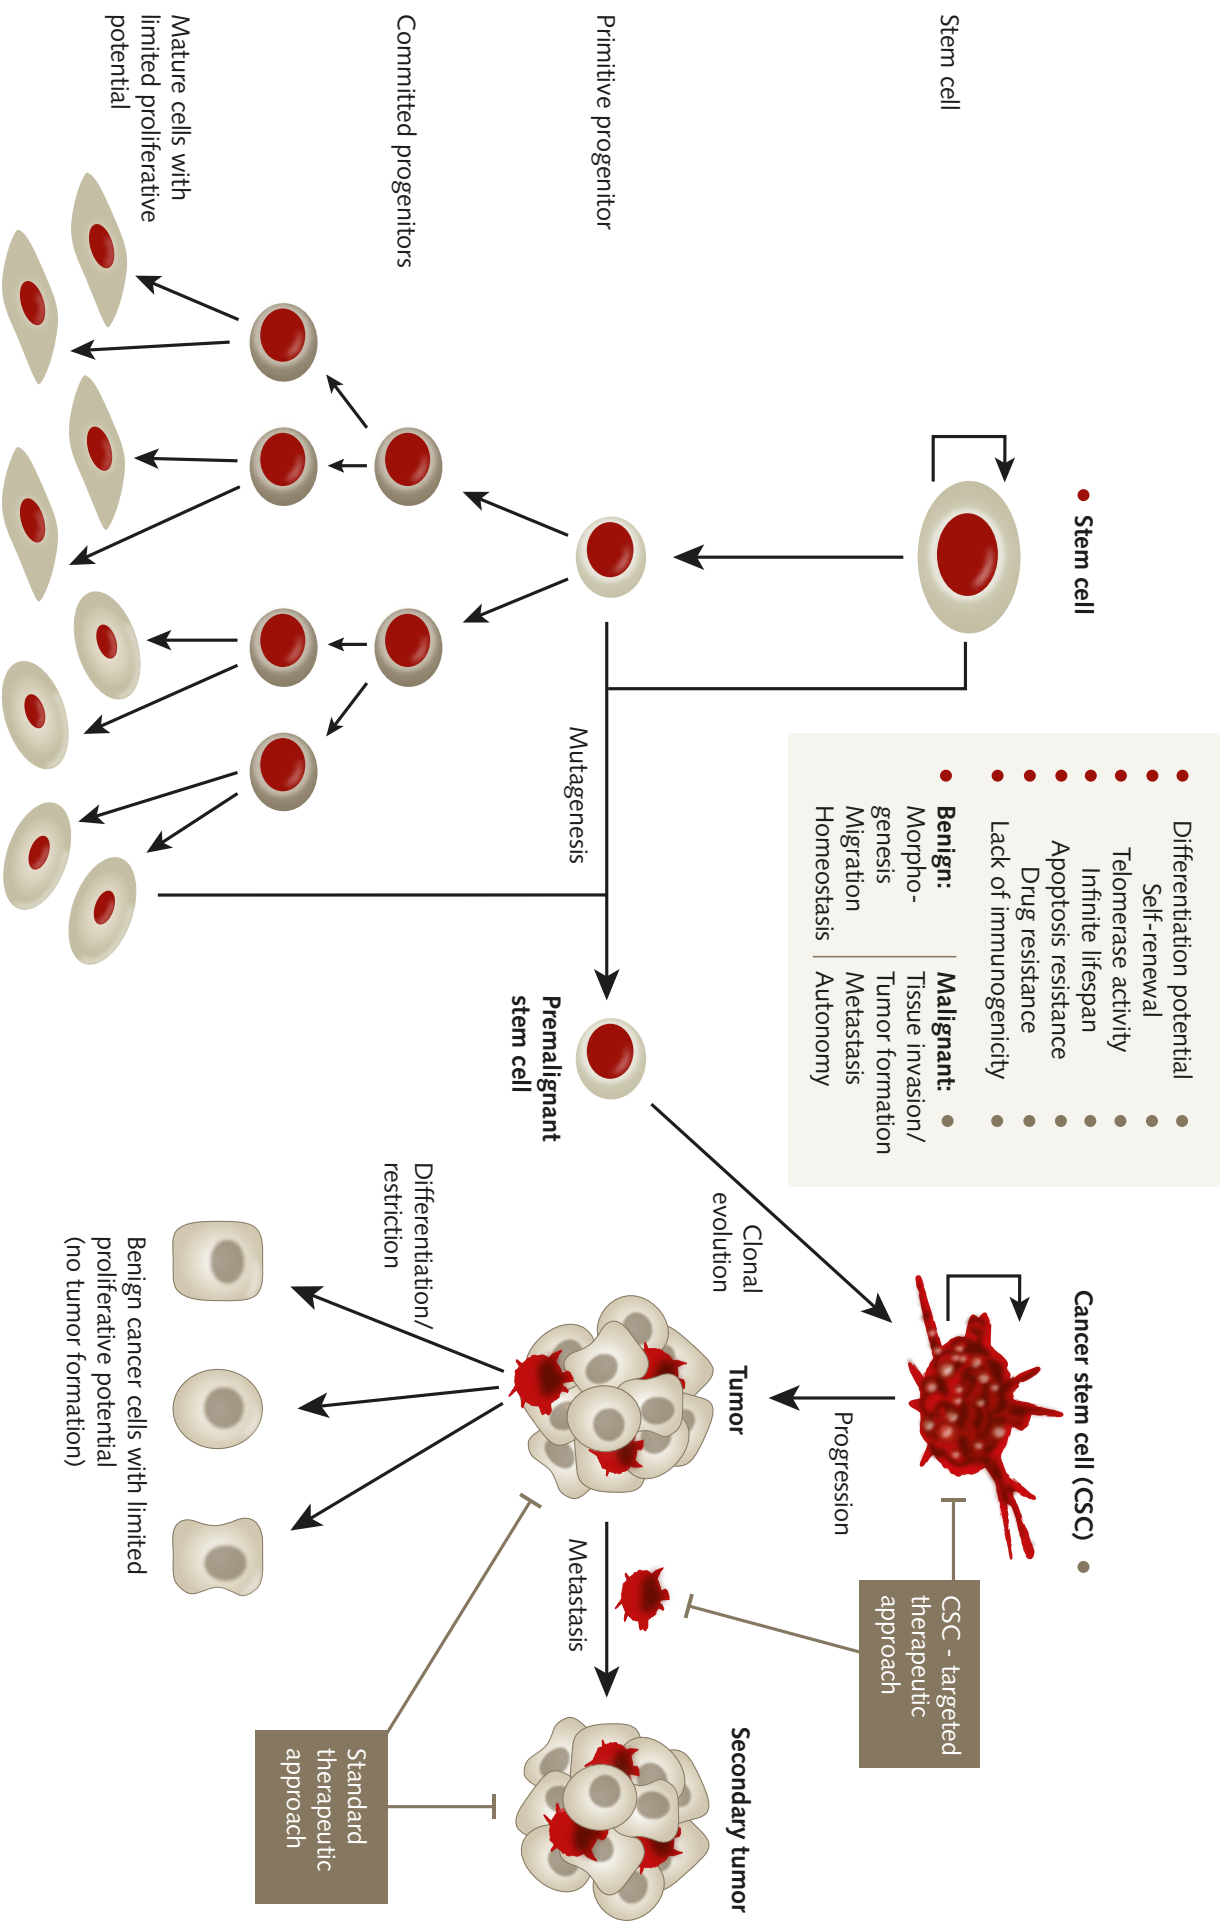 Stem cell
Primitive progenitor
Committed progenitors
Mature cells with
limited proliferative
potential
Stem cell
Differentiation potential
Self-renewal
Telomerase activity
Infinite lifespan
Apoptosis resistance
Drug resistance
Lack of immunogenicity
Benign:
Morpho-
genesis
Migration
Homeostasis
Malignant:
Tissue invasion/
Tumor formation
Metastasis
Autonomy
Mutagenesis
Premalignant
stem cell
Clonal
evolution
Cancer stem cell (CSC)
Progression
Tumor
Differentiation/
restriction
Benign cancer cells with limited
proliferative potential
(no tumor formation)
Metastasis
CSC - targeted
therapeutic
approach
Secondary tumor
Standard
therapeutic
approach